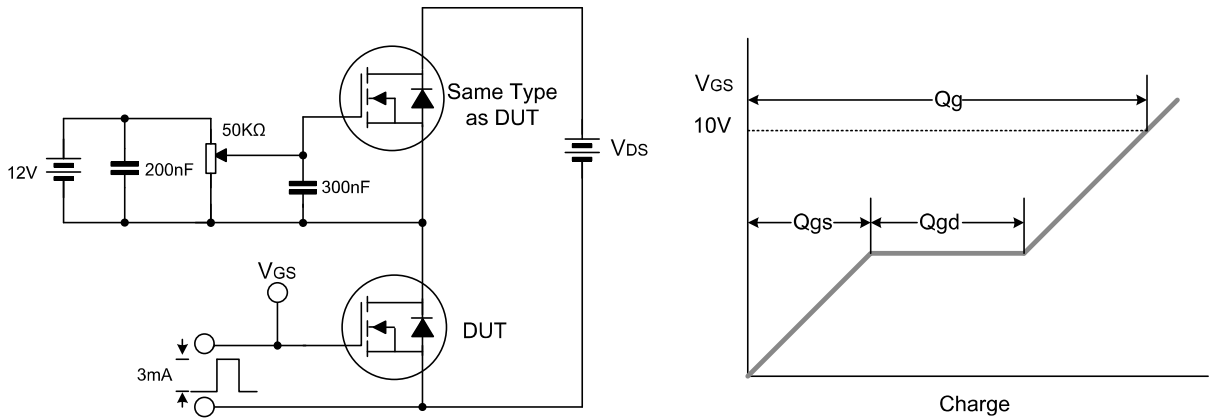 Same Type
as DUT
50KΩ
12V
200nF
300nF
VDS
VGS
DUT
3mA
VGS
10V
Qg
Qgs
Qgd
Charge